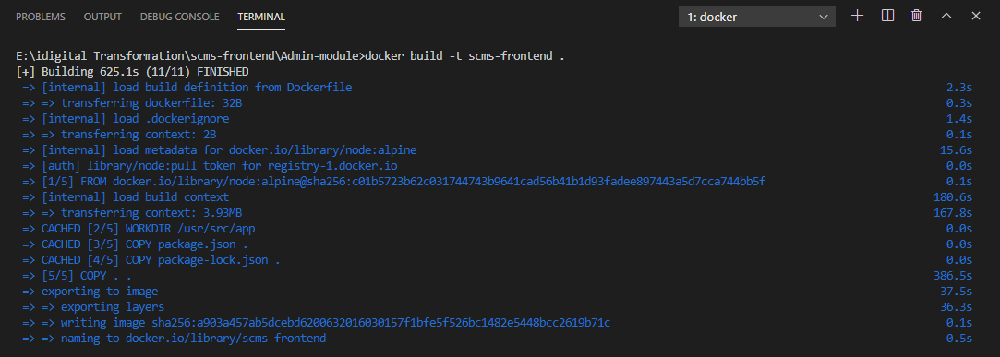 PROBLEMS OUTPUT DEBUG CONSOLE TERMINAL 1: docker
E:\idigital Transformation\scms-frontend\Admin-module>docker build -t scms-frontend .
[+] Building 625.1s (11/11) FINISHED
=> [internal] load build definition from Dockerfile 2.3s
=> => transferring dockerfile: 32B 0.3s
=> [internal] load .dockerignore 1.4s
=> => transferring context: 2B 0.1s
=> [internal] load metadata for docker.io/library/node:alpine 15.6s
=> [auth] library/node:pull token for registry-1.docker.io 0.0s
=> [1/5] FROM docker.io/library/node:alpine@sha256:c01b5723b62c031744743b9641cad56b41b1d93fadee897443a5d7cca744bb5f 0.1s
=> [internal] load build context 180.6s
=> => transferring context: 3.93MB 167.8s
=> CACHED [2/5] WORKDIR /usr/src/app 0.0s
=> CACHED [3/5] COPY package.json . 0.0s
=> CACHED [4/5] COPY package-lock.json . 0.0s
=> [5/5] COPY . . 386.5s
=> exporting to image 37.5s
=> => exporting layers 36.3s
=> => writing image sha256:a903a457ab5dcebd6200632016030157f1bfe5f526bc1482e5448bcc2619b71c 0.1s
=> => naming to docker.io/library/scms-frontend 0.5s